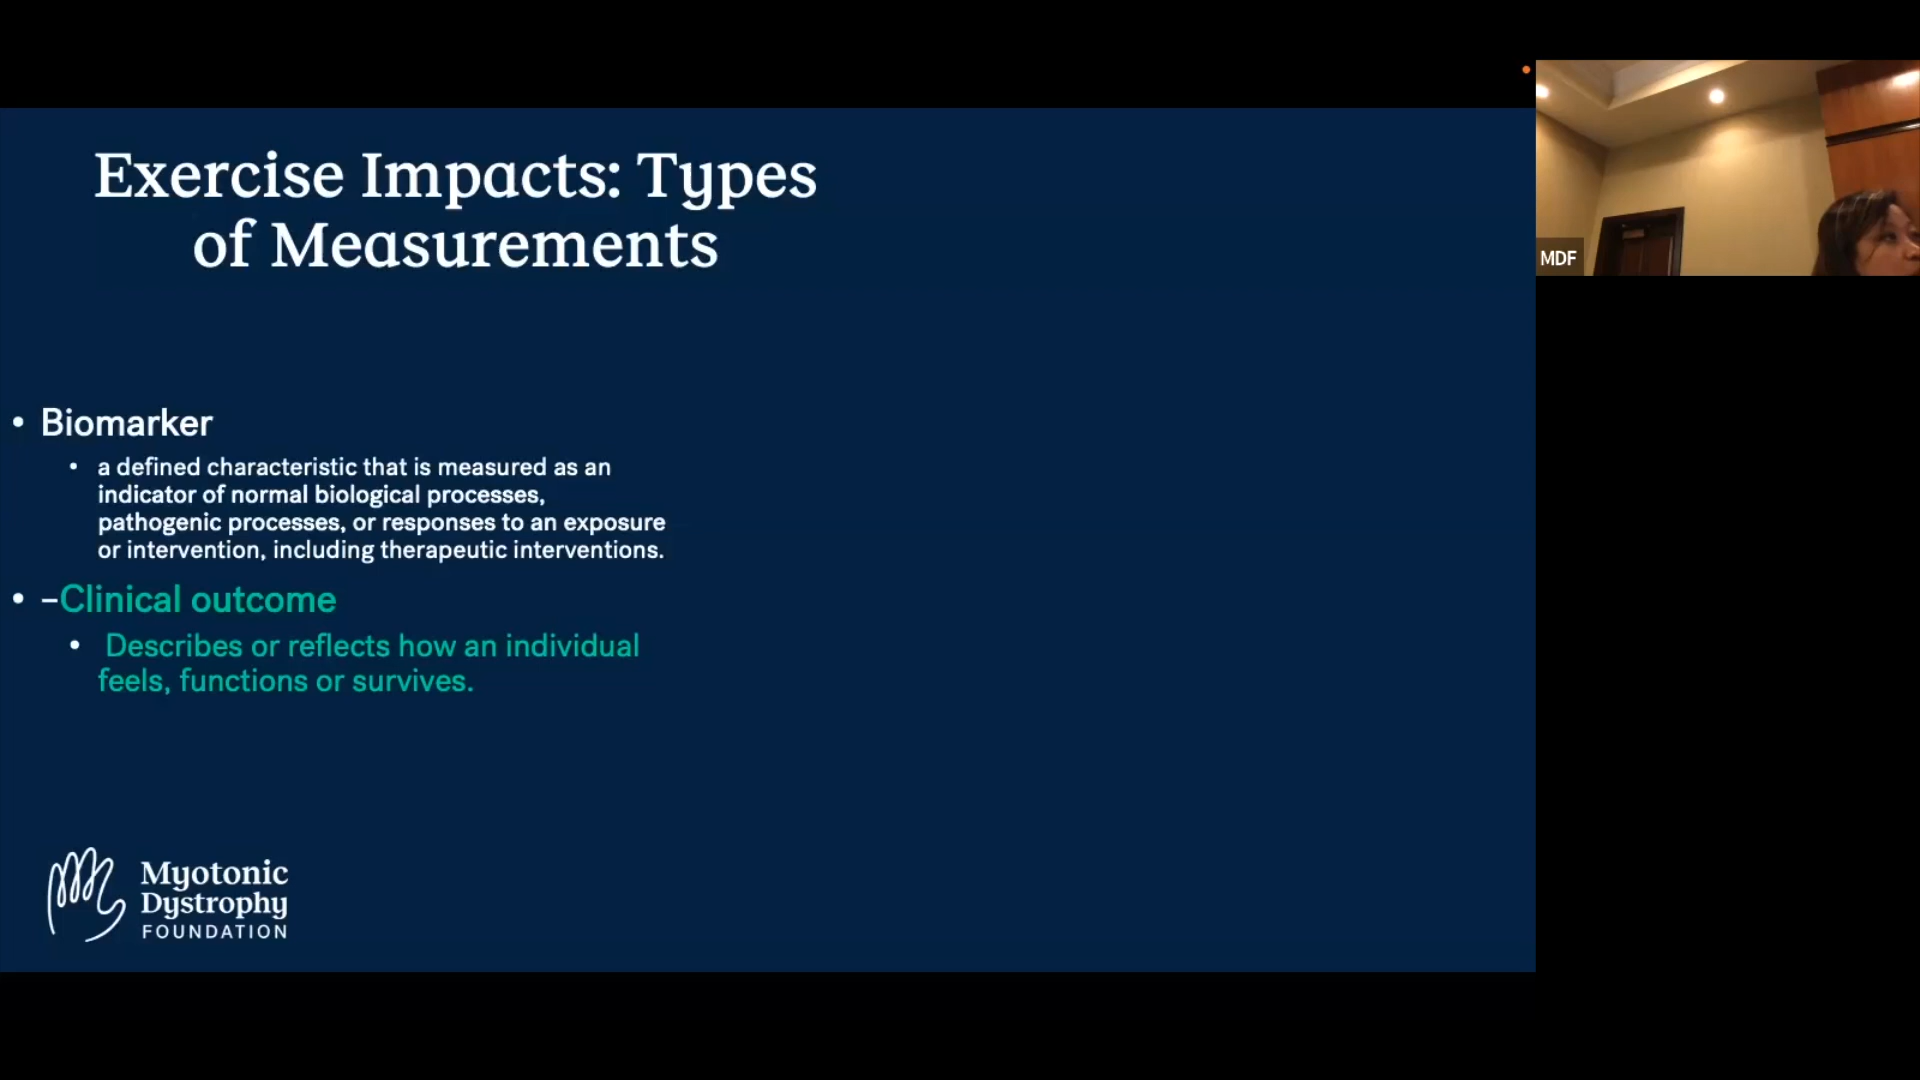 Exercise Impacts: Types
of Measurements
• Biomarker
• a defined characteristic that is measured as an
indicator of normal biological processes,
pathogenic processes, or responses to an exposure
or intervention, including therapeutic interventions.
• –Clinical outcome
• Describes or reflects how an individual
feels, functions or survives.
Myotonic
Dystrophy
FOUNDATION
MDF